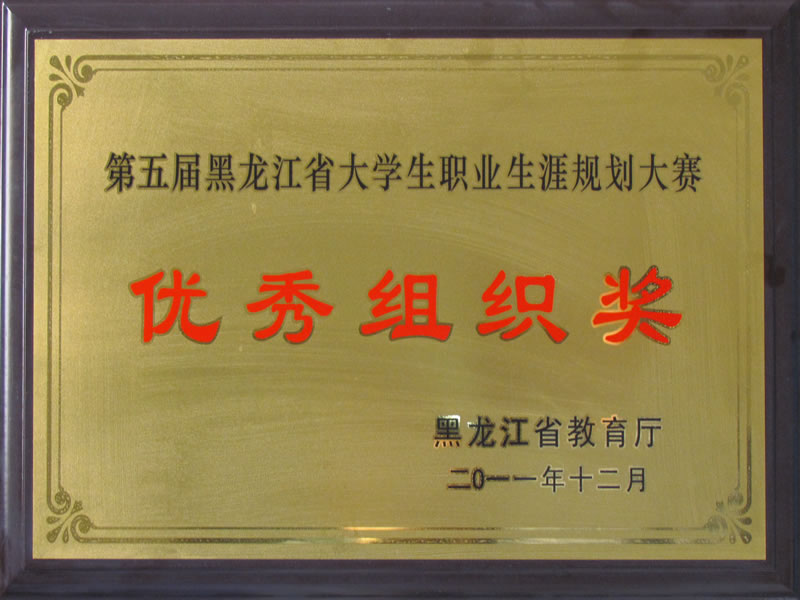 第五届黑龙江省大学生职业生涯规划大赛
优秀组织奖
黑龙江省教育厅
二0一一年十二月